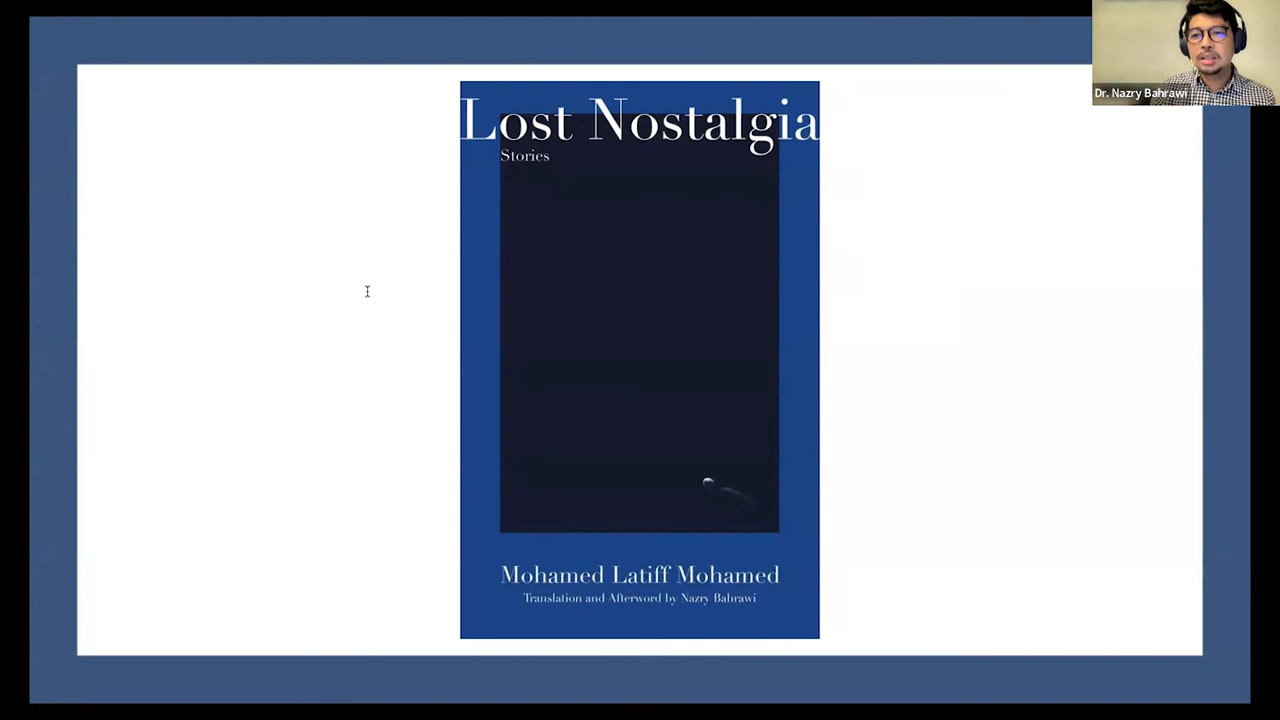 Lost Nostalgia
Stories
Mohamed Latiff Mohamed
Translation and Afterword by Nazry Bahrawi
Dr. Nazry Bahrawi